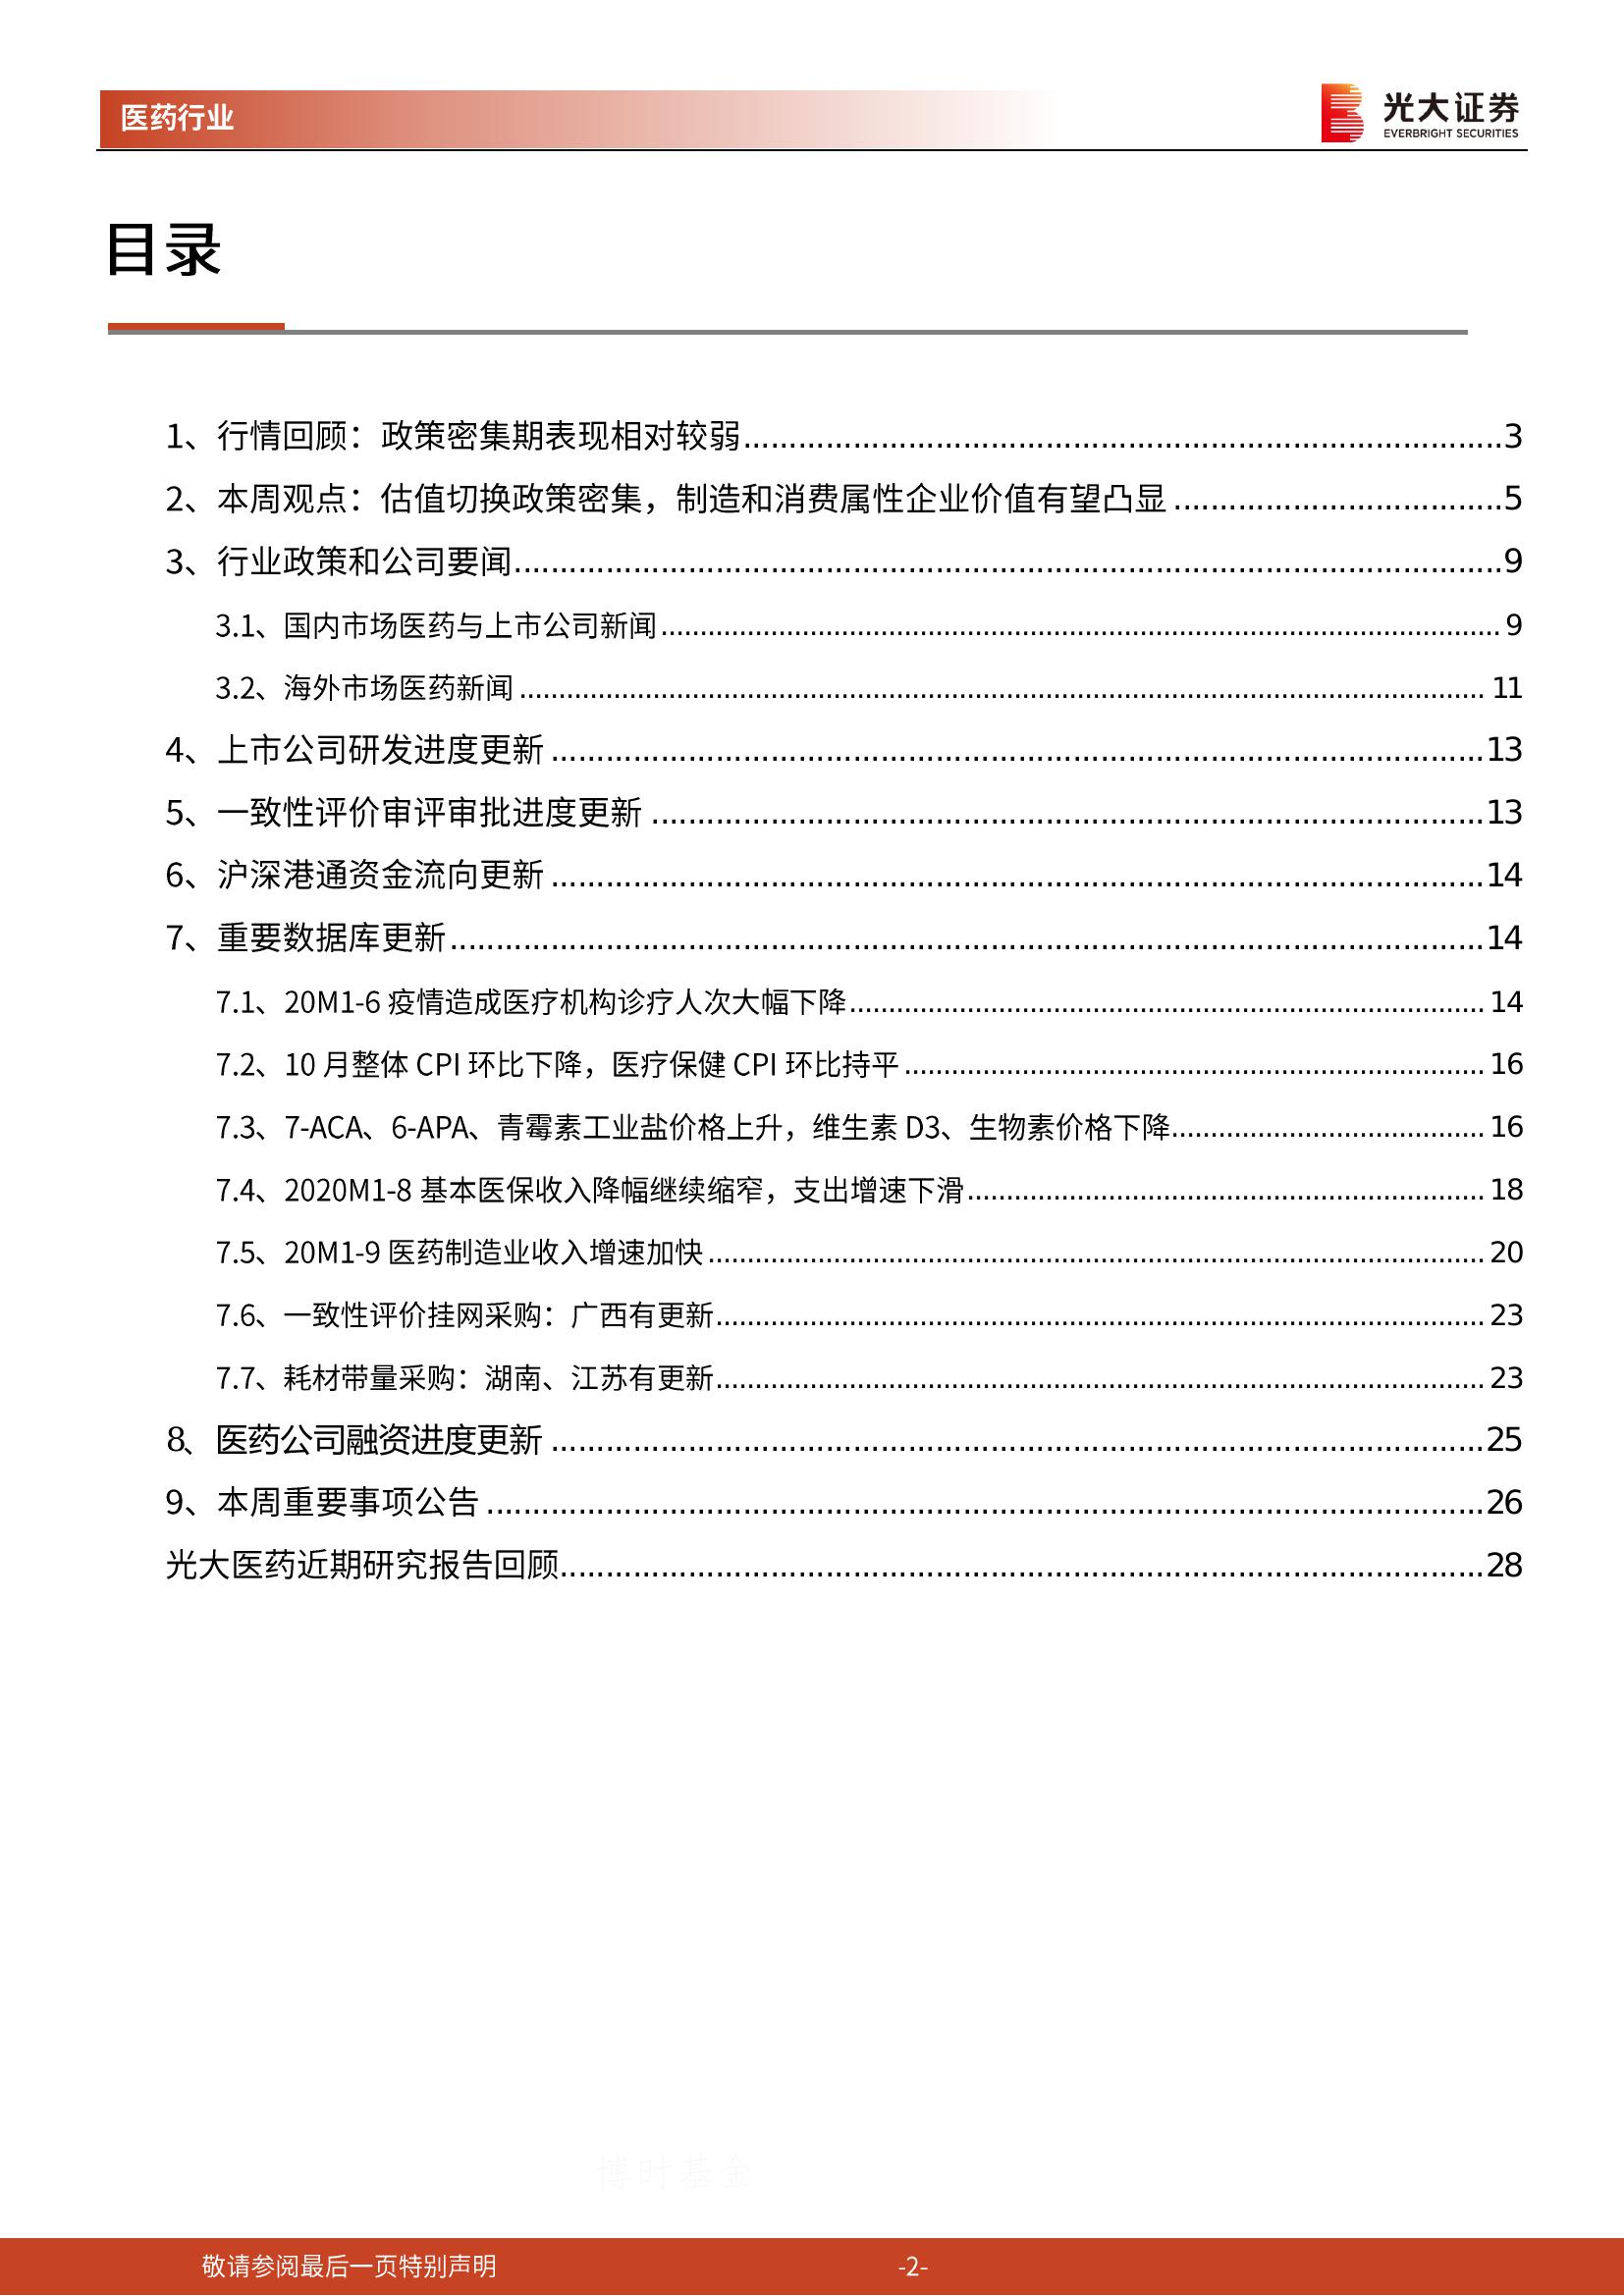 医药行业
光大证券
EVERBRIGHT SECURITIES
目录
1、行情回顾：政策密集期表现相对较弱 3
2、本周观点：估值切换政策密集，制造和消费属性企业价值有望凸显 5
3、行业政策和公司要闻 9
3.1、国内市场医药与上市公司新闻 9
3.2、海外市场医药新闻 11
4、上市公司研发进度更新 13
5、一致性评价审评审批进度更新 13
6、沪深港通资金流向更新 14
7、重要数据库更新 14
7.1、20M1-6 疫情造成医疗机构诊疗人次大幅下降 14
7.2、10 月整体 CPI 环比下降，医疗保健 CPI 环比持平 16
7.3、7-ACA、6-APA、青霉素工业盐价格上升，维生素 D3、生物素价格下降 16
7.4、2020M1-8 基本医保收入降幅继续缩窄，支出增速下滑 18
7.5、20M1-9 医药制造业收入增速加快 20
7.6、一致性评价挂网采购：广西有更新 23
7.7、耗材带量采购：湖南、江苏有更新 23
8、医药公司融资进度更新 25
9、本周重要事项公告 26
光大医药近期研究报告回顾 28
博时基金
敬请参阅最后一页特别声明 -2-